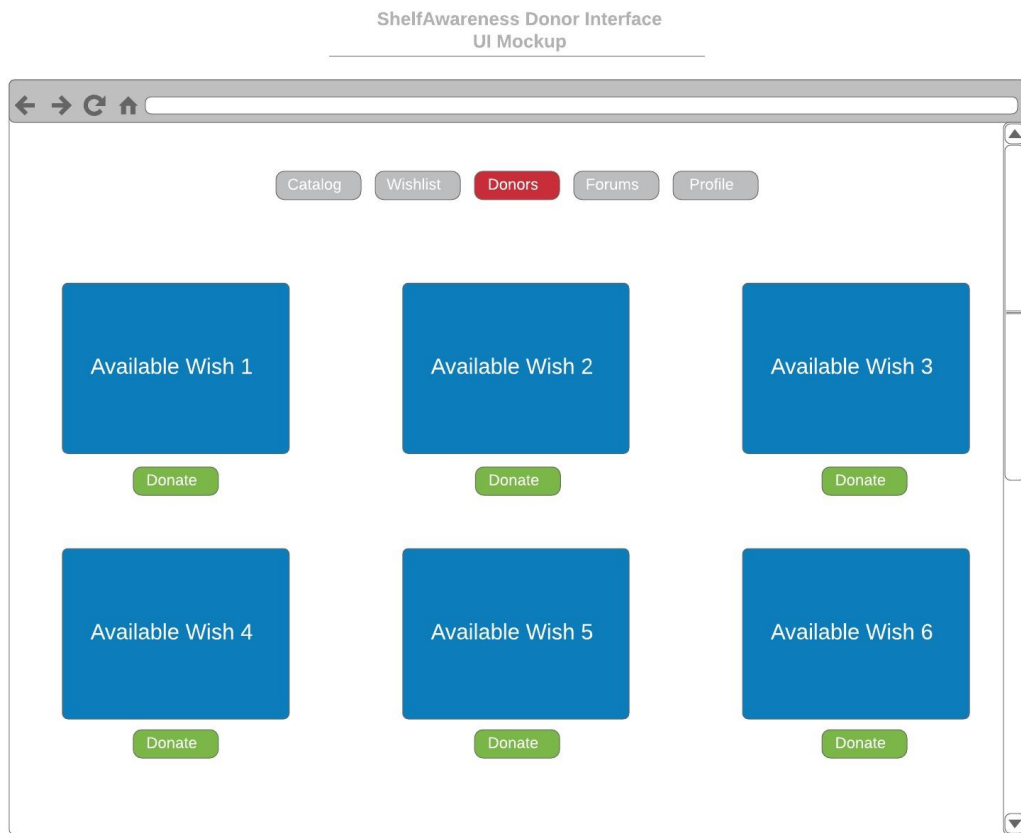 ShelfAwareness Donor Interface
UI Mockup
Catalog
Wishlist
Donors
Forums
Profile
Available Wish 1
Available Wish 2
Available Wish 3
Donate
Donate
Donate
Available Wish 4
Available Wish 5
Available Wish 6
Donate
Donate
Donate